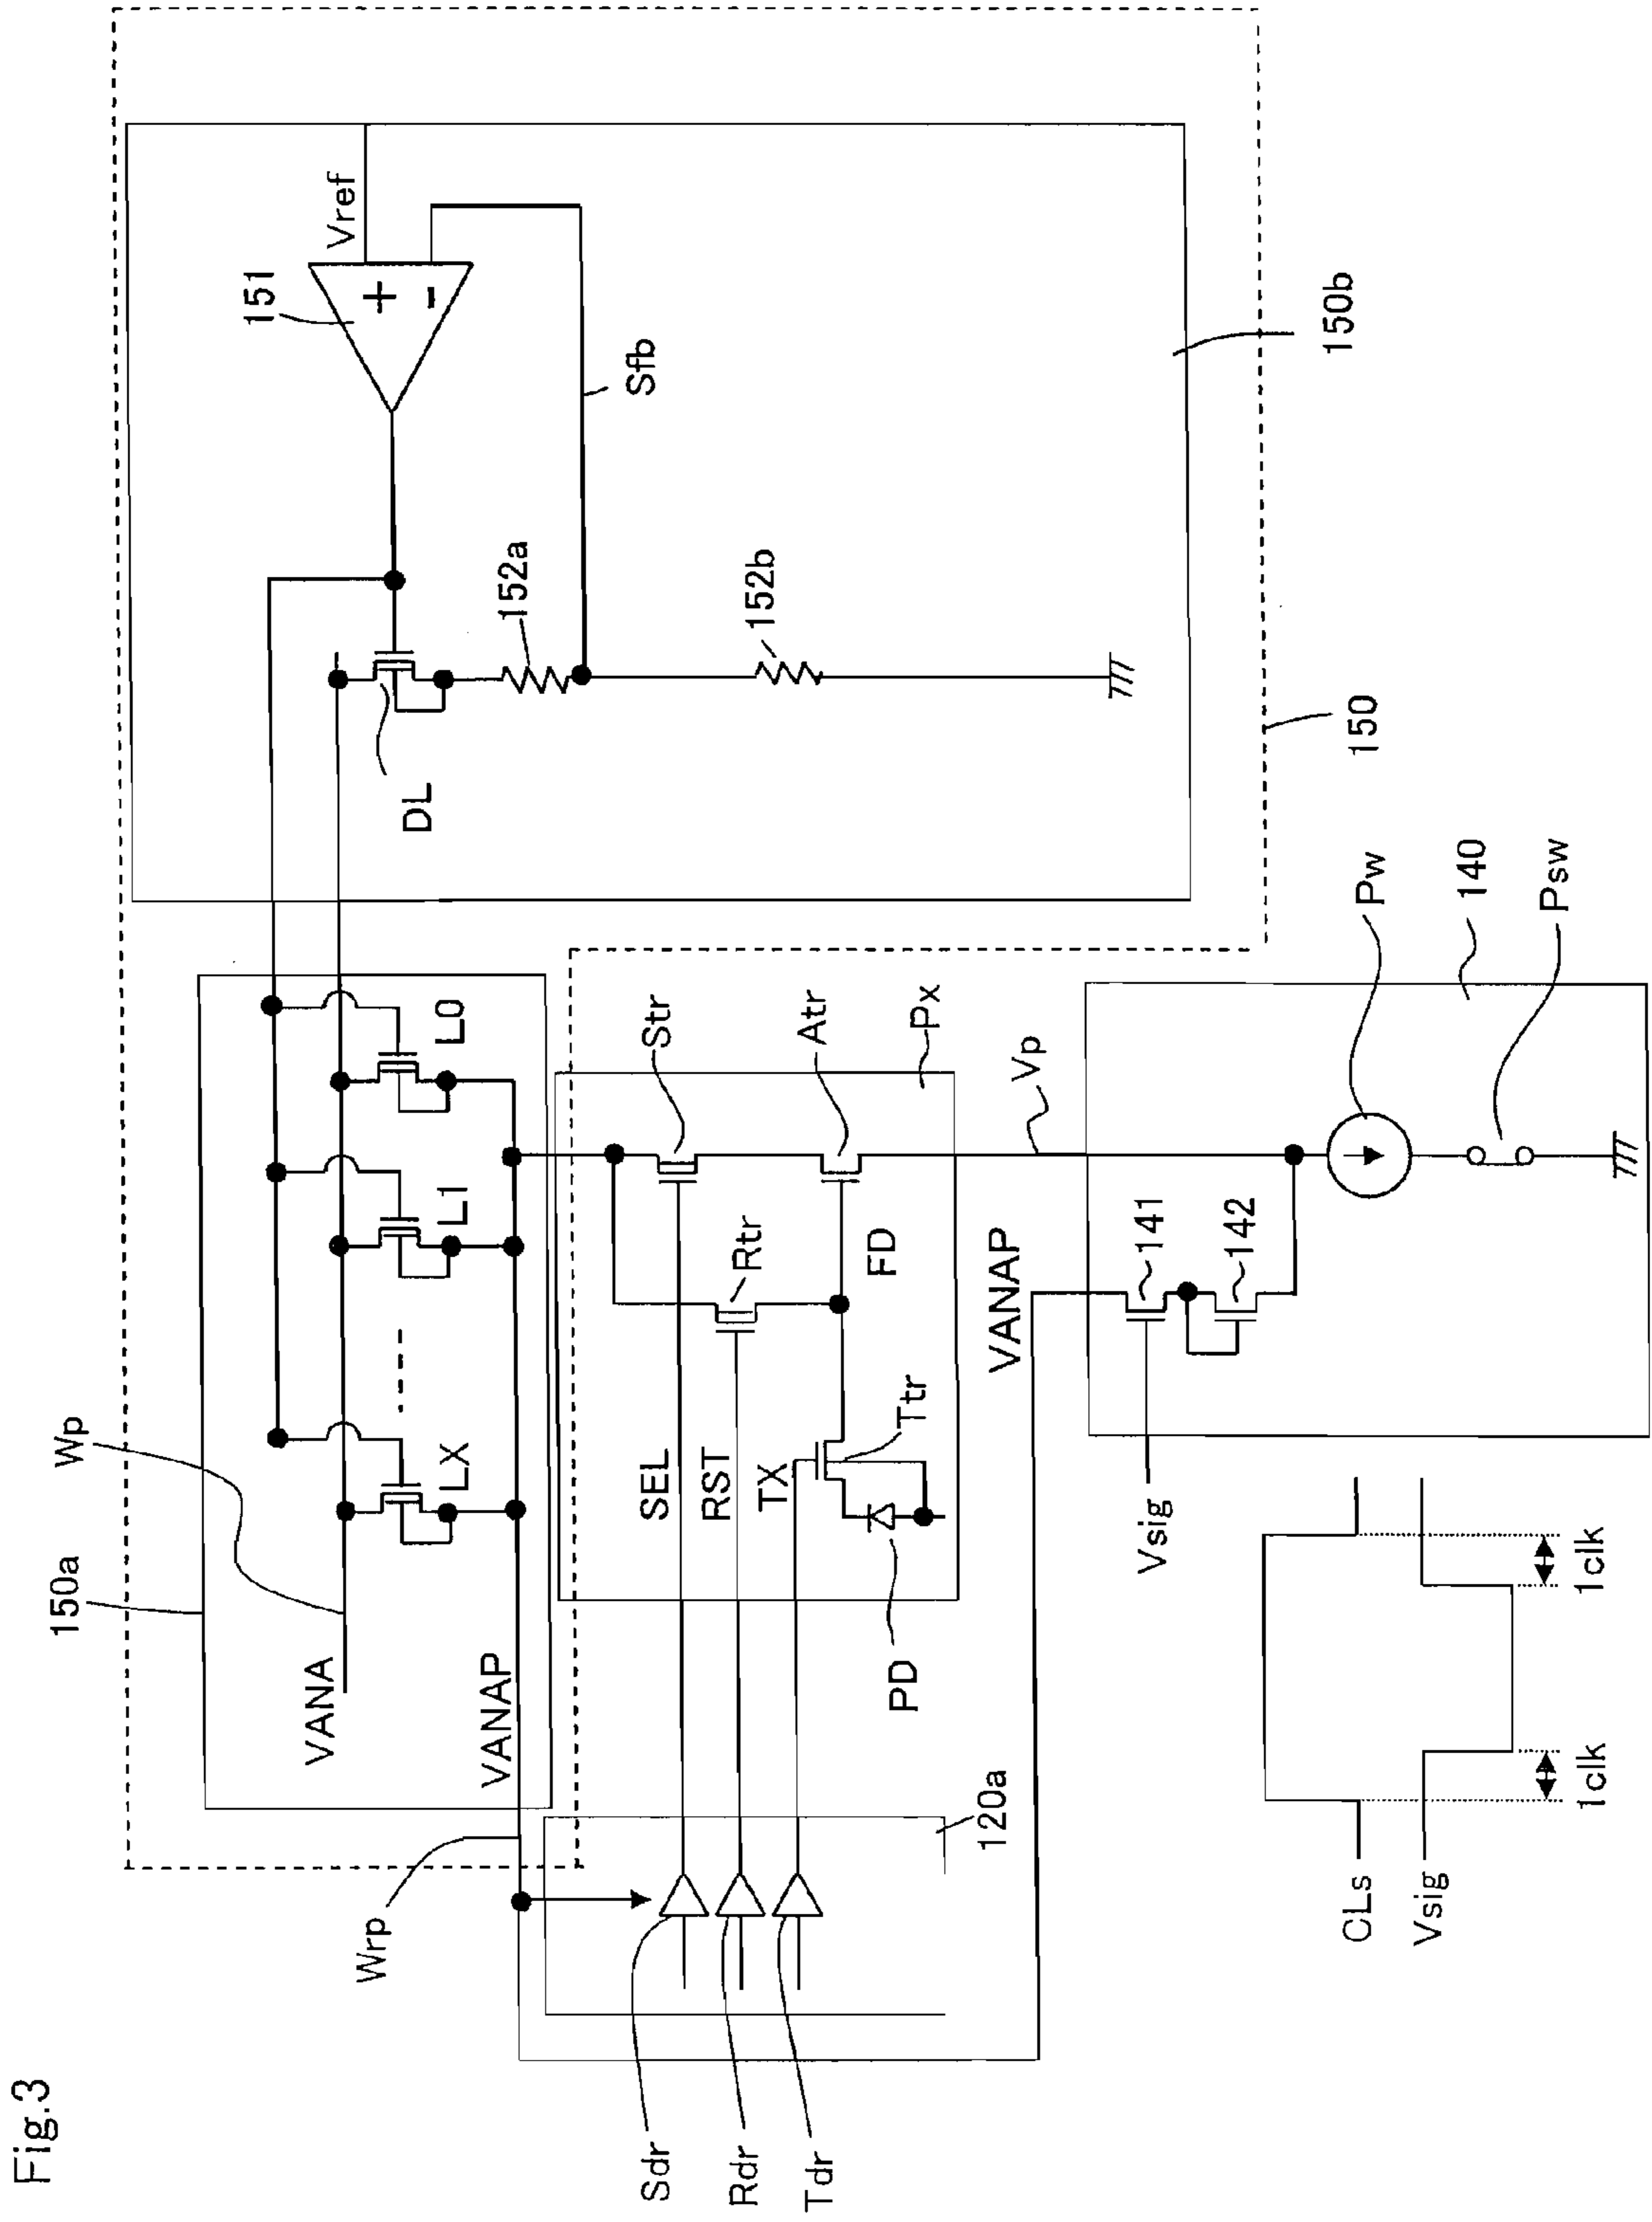 Fig.3
Vref
151
Sfb
152a
152b
DL
150b
150
Wp
150a
VANA
VANAP
LX
L1
L0
Wrp
Str
Atr
Px
Rtr
FD
SEL
RST
TX
Ttr
PD
120a
Sdr
Rdr
Tdr
Vp
VANAP
Pw
140
Psw
141
142
Vsig
CLs
Vsig
1clk
1clk
+
-